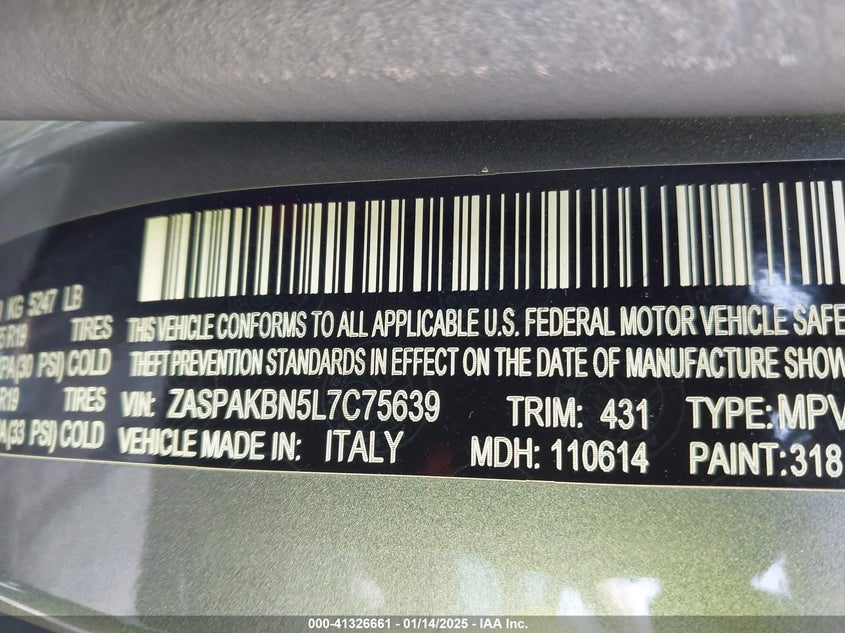 KG 5247 LB
R19 TIRES
(30 PSI) COLD
R19 TIRES
(33 PSI) COLD
THIS VEHICLE CONFORMS TO ALL APPLICABLE U.S. FEDERAL MOTOR VEHICLE SAFE
THEFT PREVENTION STANDARDS IN EFFECT ON THE DATE OF MANUFACTURE SHOW
VIN: ZASPAKBN5L7C75639 TRIM: 431 TYPE: MPV
VEHICLE MADE IN: ITALY MDH: 110614 PAINT: 318
000-41326661 - 01/14/2025 - IAA Inc.